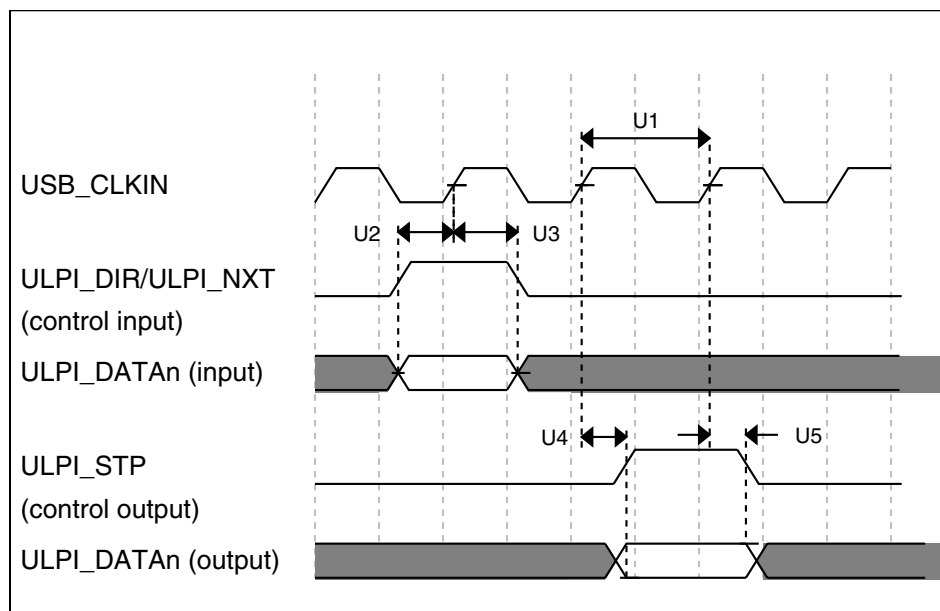 U1
USB_CLKIN
U2
U3
ULPI_DIR/ULPI_NXT
(control input)
ULPI_DATAn (input)
U4
U5
ULPI_STP
(control output)
ULPI_DATAn (output)